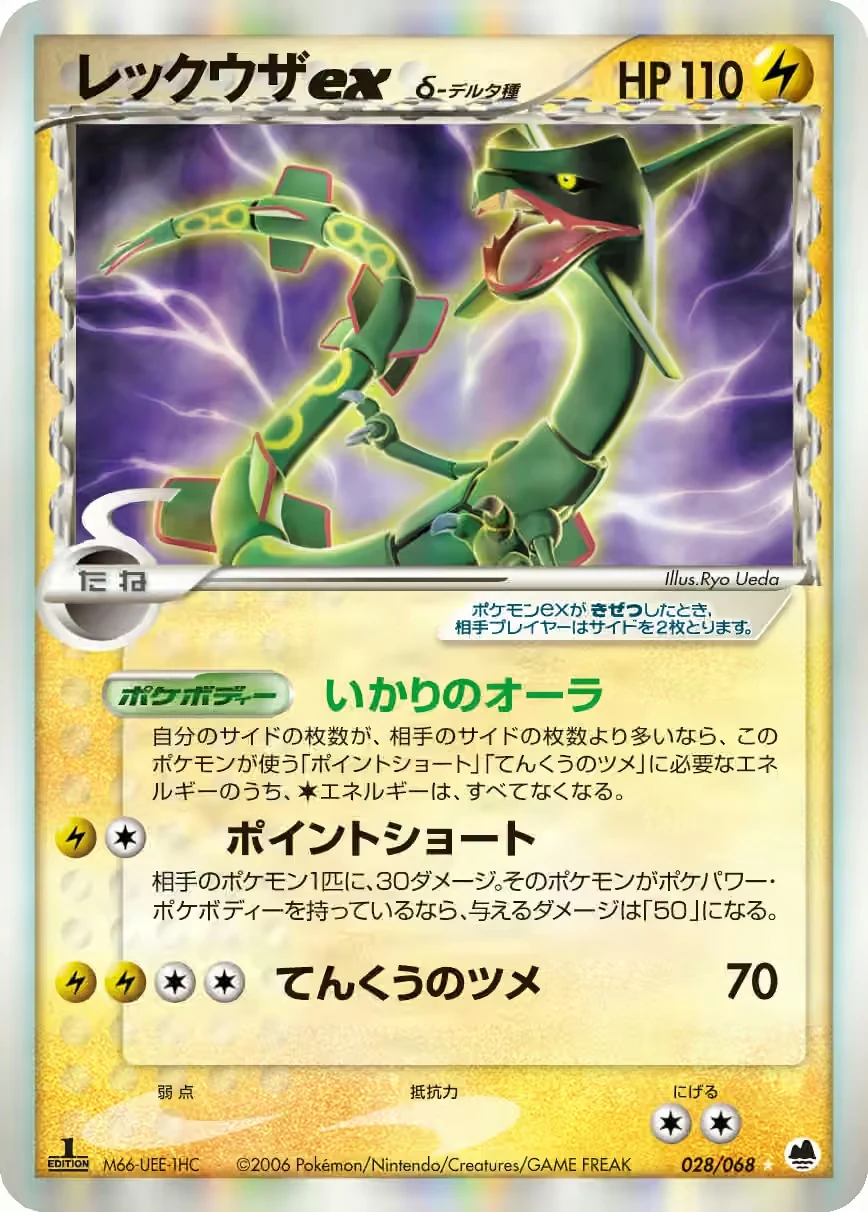 レックウザex δ-デルタ種 HP 110
たね
Illus.Ryo Ueda
ポケモンexが きぜつしたとき、
相手プレイヤーはサイドを2枚とります。
ポケボディー いかりのオーラ
自分のサイドの枚数が、相手のサイドの枚数より多いなら、この
ポケモンが使う「ポイントショート」「てんくうのツメ」に必要なエネ
ルギーのうち、エネルギーは、すべてなくなる。
ポイントショート
相手のポケモン1匹に、30ダメージ。そのポケモンがポケパワー・
ポケボディーを持っているなら、与えるダメージは「50」になる。
てんくうのツメ 70
弱点 抵抗力 にげる
1 EDITION M66-UEE-1HC ©2006 Pokémon/Nintendo/Creatures/GAME FREAK 028/068 ★